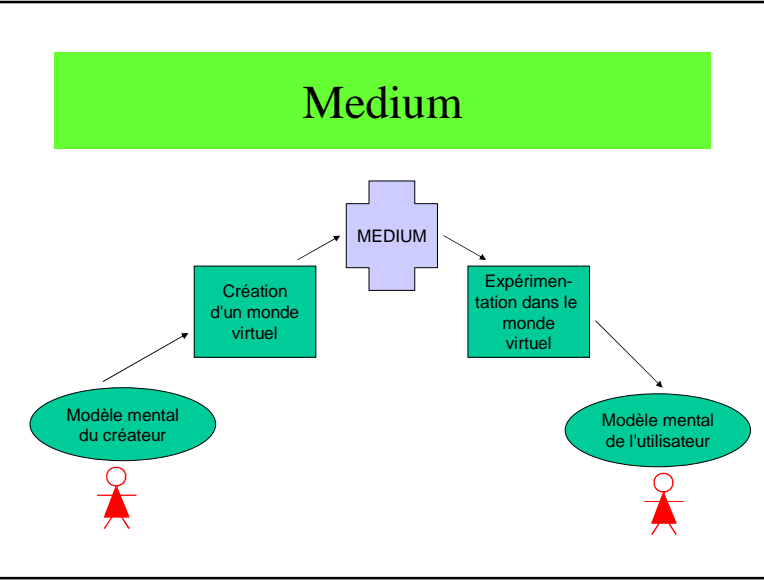 Medium
MEDIUM
Création
d'un monde
virtuel
Expérimen-
tation dans le
monde
virtuel
Modèle mental
du créateur
Modèle mental
de l'utilisateur